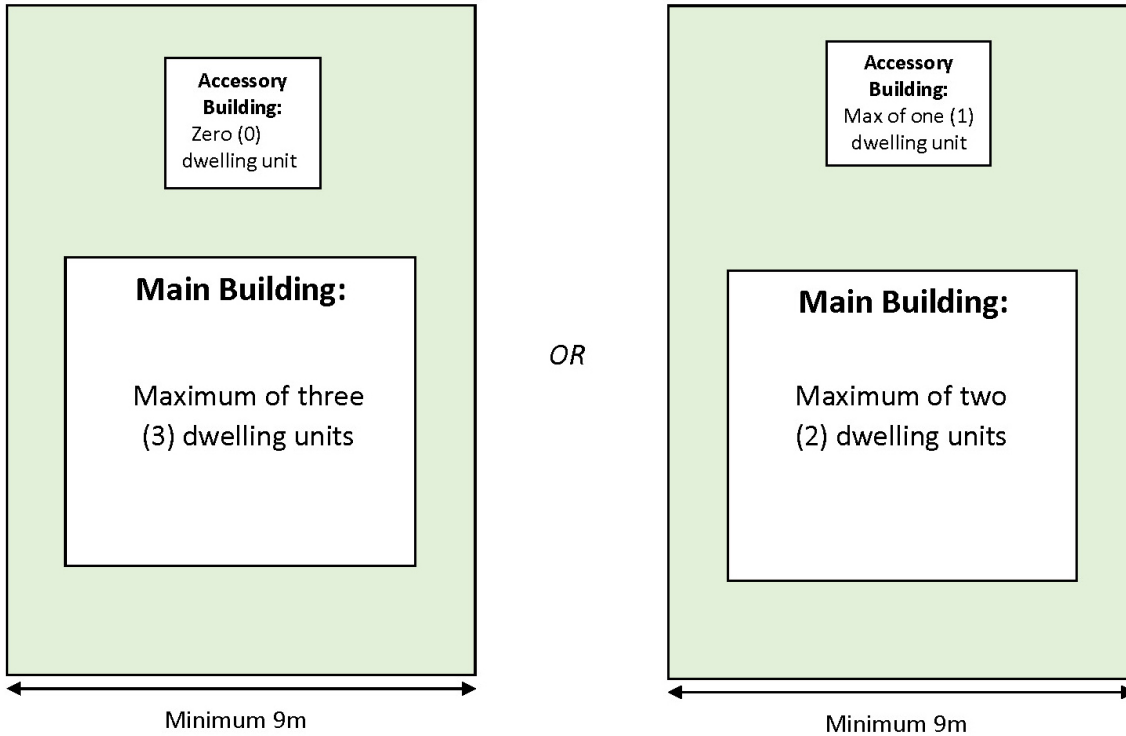 Accessory
Building:
Zero (0)
dwelling unit
Main Building:
Maximum of three
(3) dwelling units
Minimum 9m
OR
Accessory
Building:
Max of one (1)
dwelling unit
Main Building:
Maximum of two
(2) dwelling units
Minimum 9m